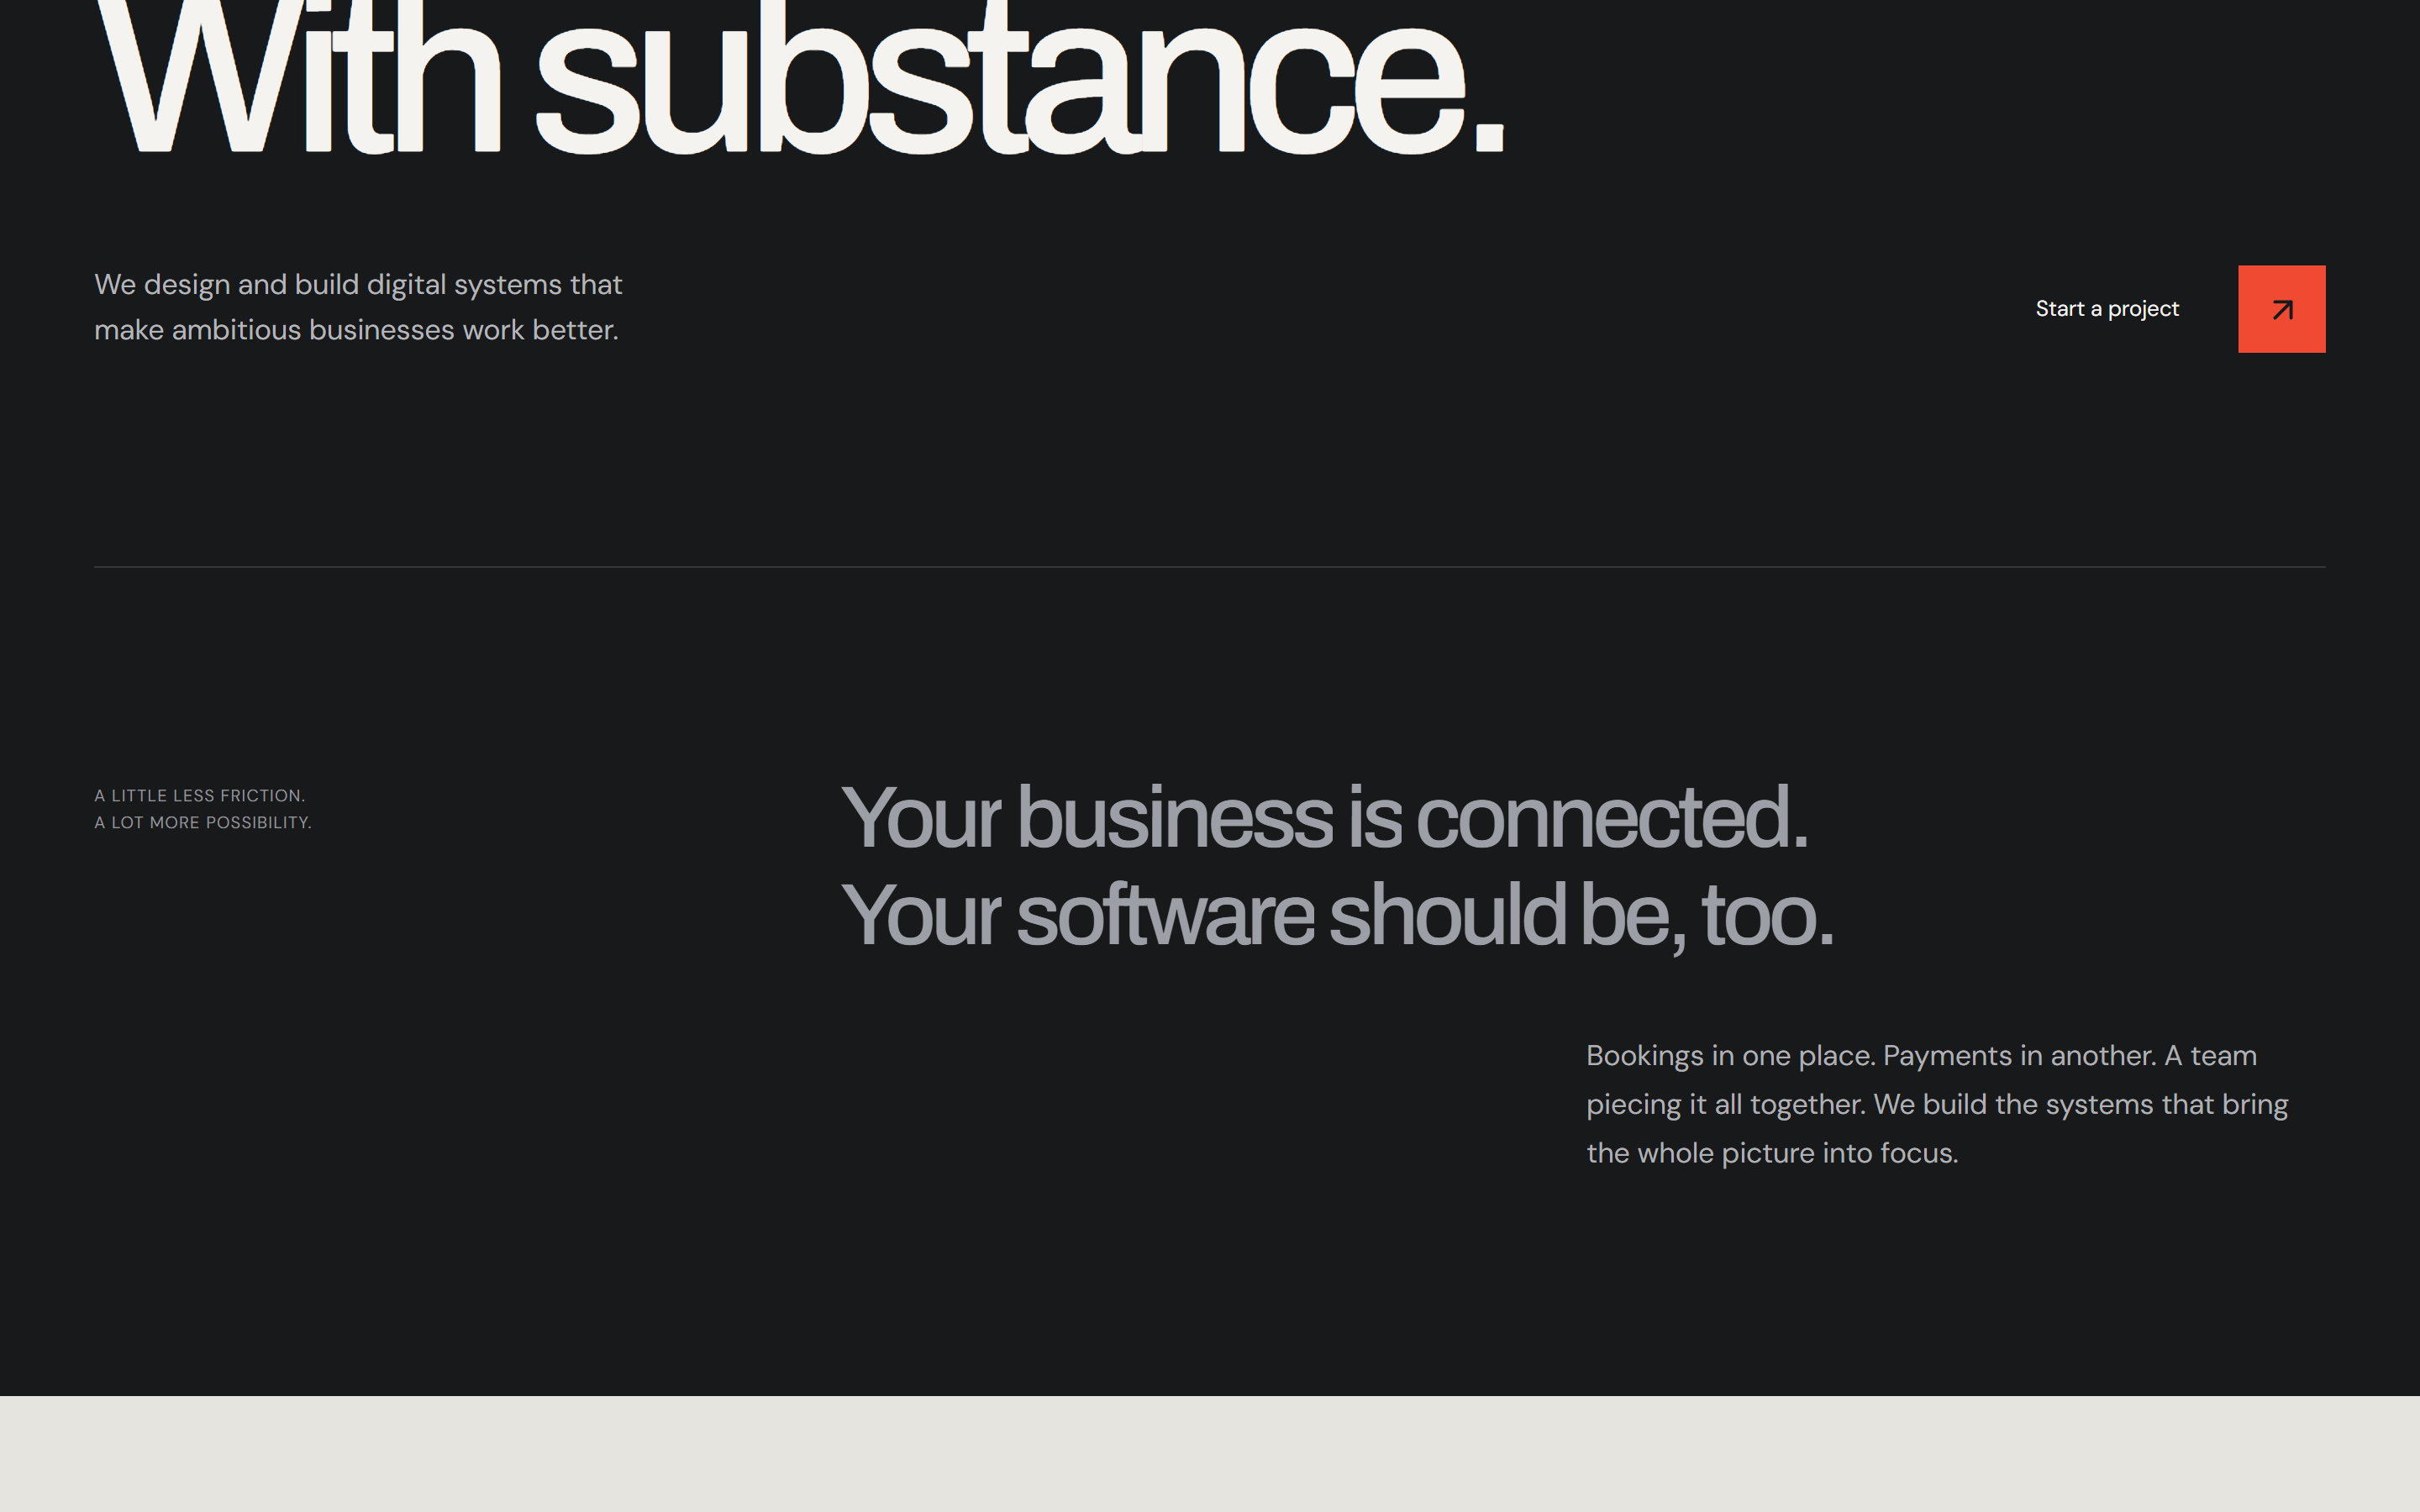 With substance.
We design and build digital systems that
make ambitious businesses work better.
Start a project
A LITTLE LESS FRICTION.
A LOT MORE POSSIBILITY.
Your business is connected.
Your software should be, too.
Bookings in one place. Payments in another. A team
piecing it all together. We build the systems that bring
the whole picture into focus.